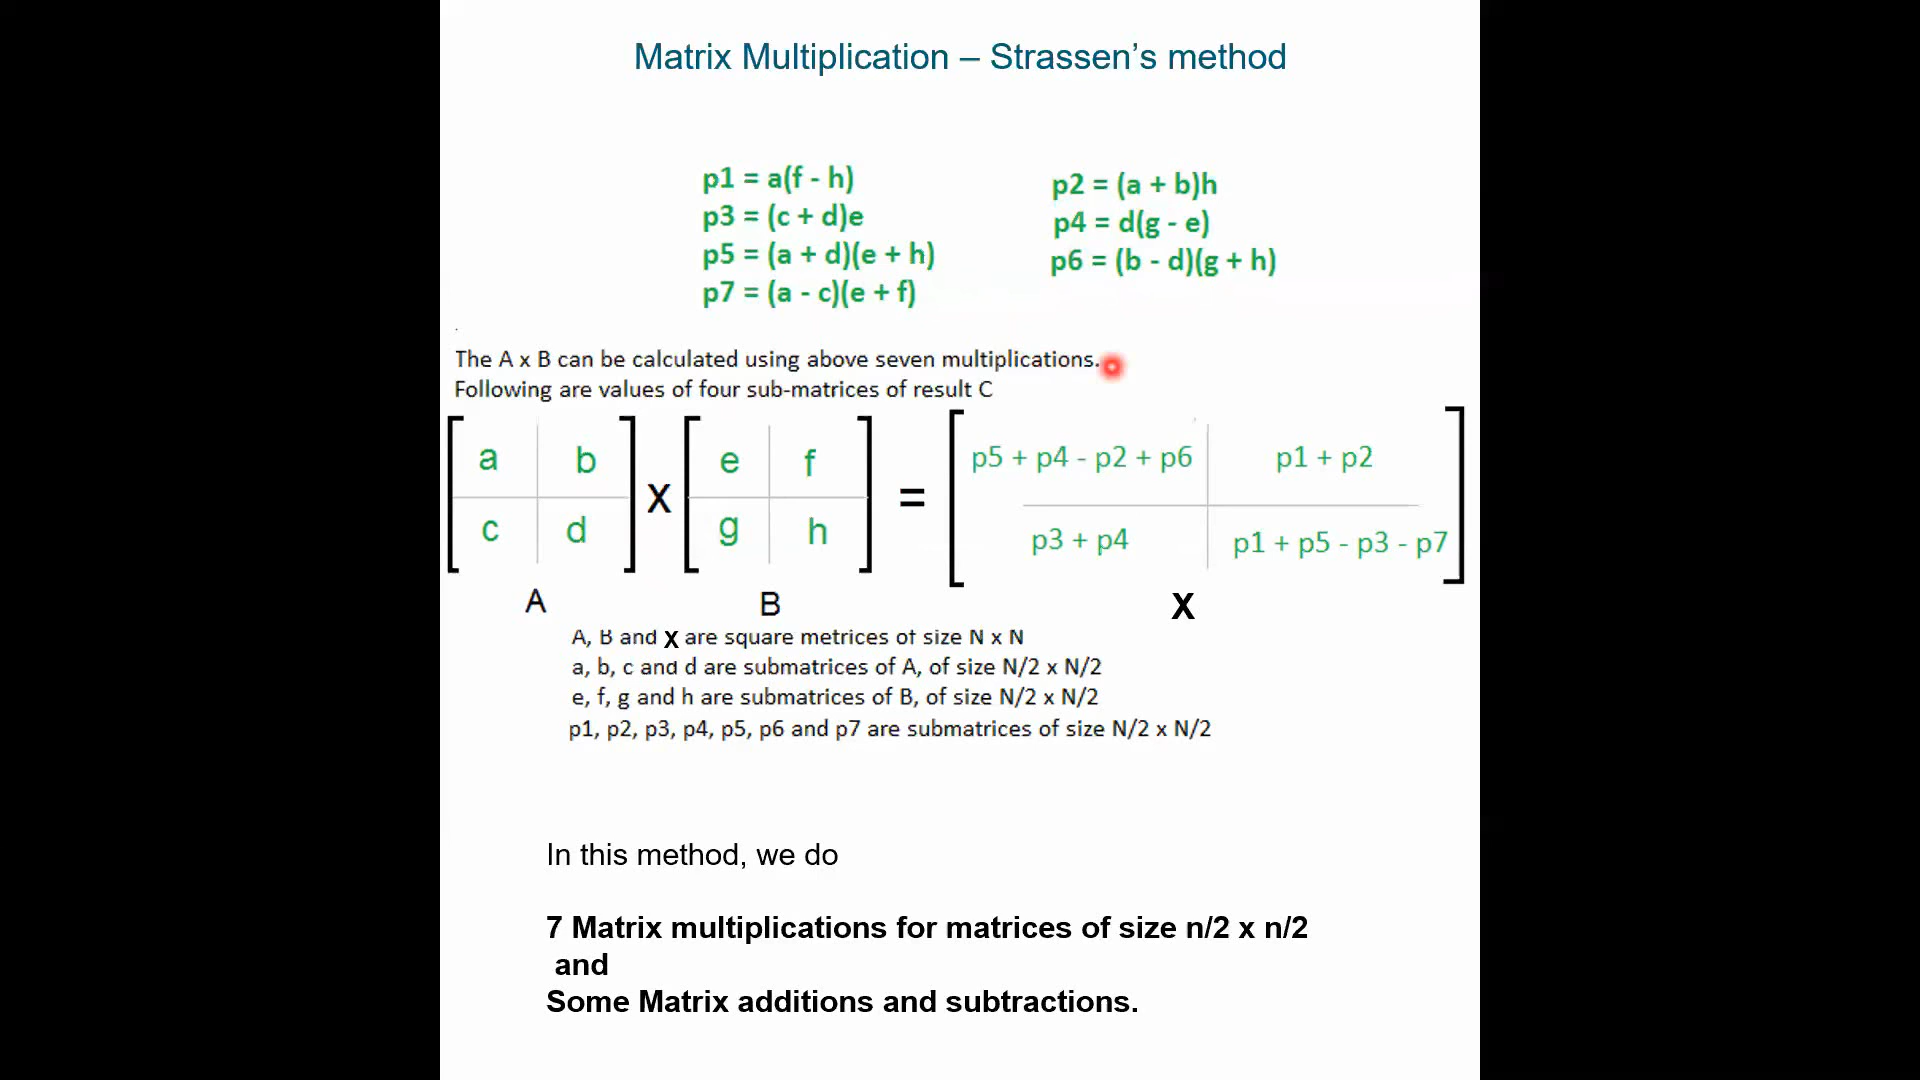 Matrix Multiplication – Strassen's method
p1 = a(f - h) p2 = (a + b)h
p3 = (c + d)e p4 = d(g - e)
p5 = (a + d)(e + h) p6 = (b - d)(g + h)
p7 = (a - c)(e + f)
The A x B can be calculated using above seven multiplications.
Following are values of four sub-matrices of result C
a b e f p5 + p4 - p2 + p6 p1 + p2
X =
c d g h p3 + p4 p1 + p5 - p3 - p7
A B X
A, B and X are square metrices of size N x N
a, b, c and d are submatrices of A, of size N/2 x N/2
e, f, g and h are submatrices of B, of size N/2 x N/2
p1, p2, p3, p4, p5, p6 and p7 are submatrices of size N/2 x N/2
In this method, we do
7 Matrix multiplications for matrices of size n/2 x n/2
and
Some Matrix additions and subtractions.